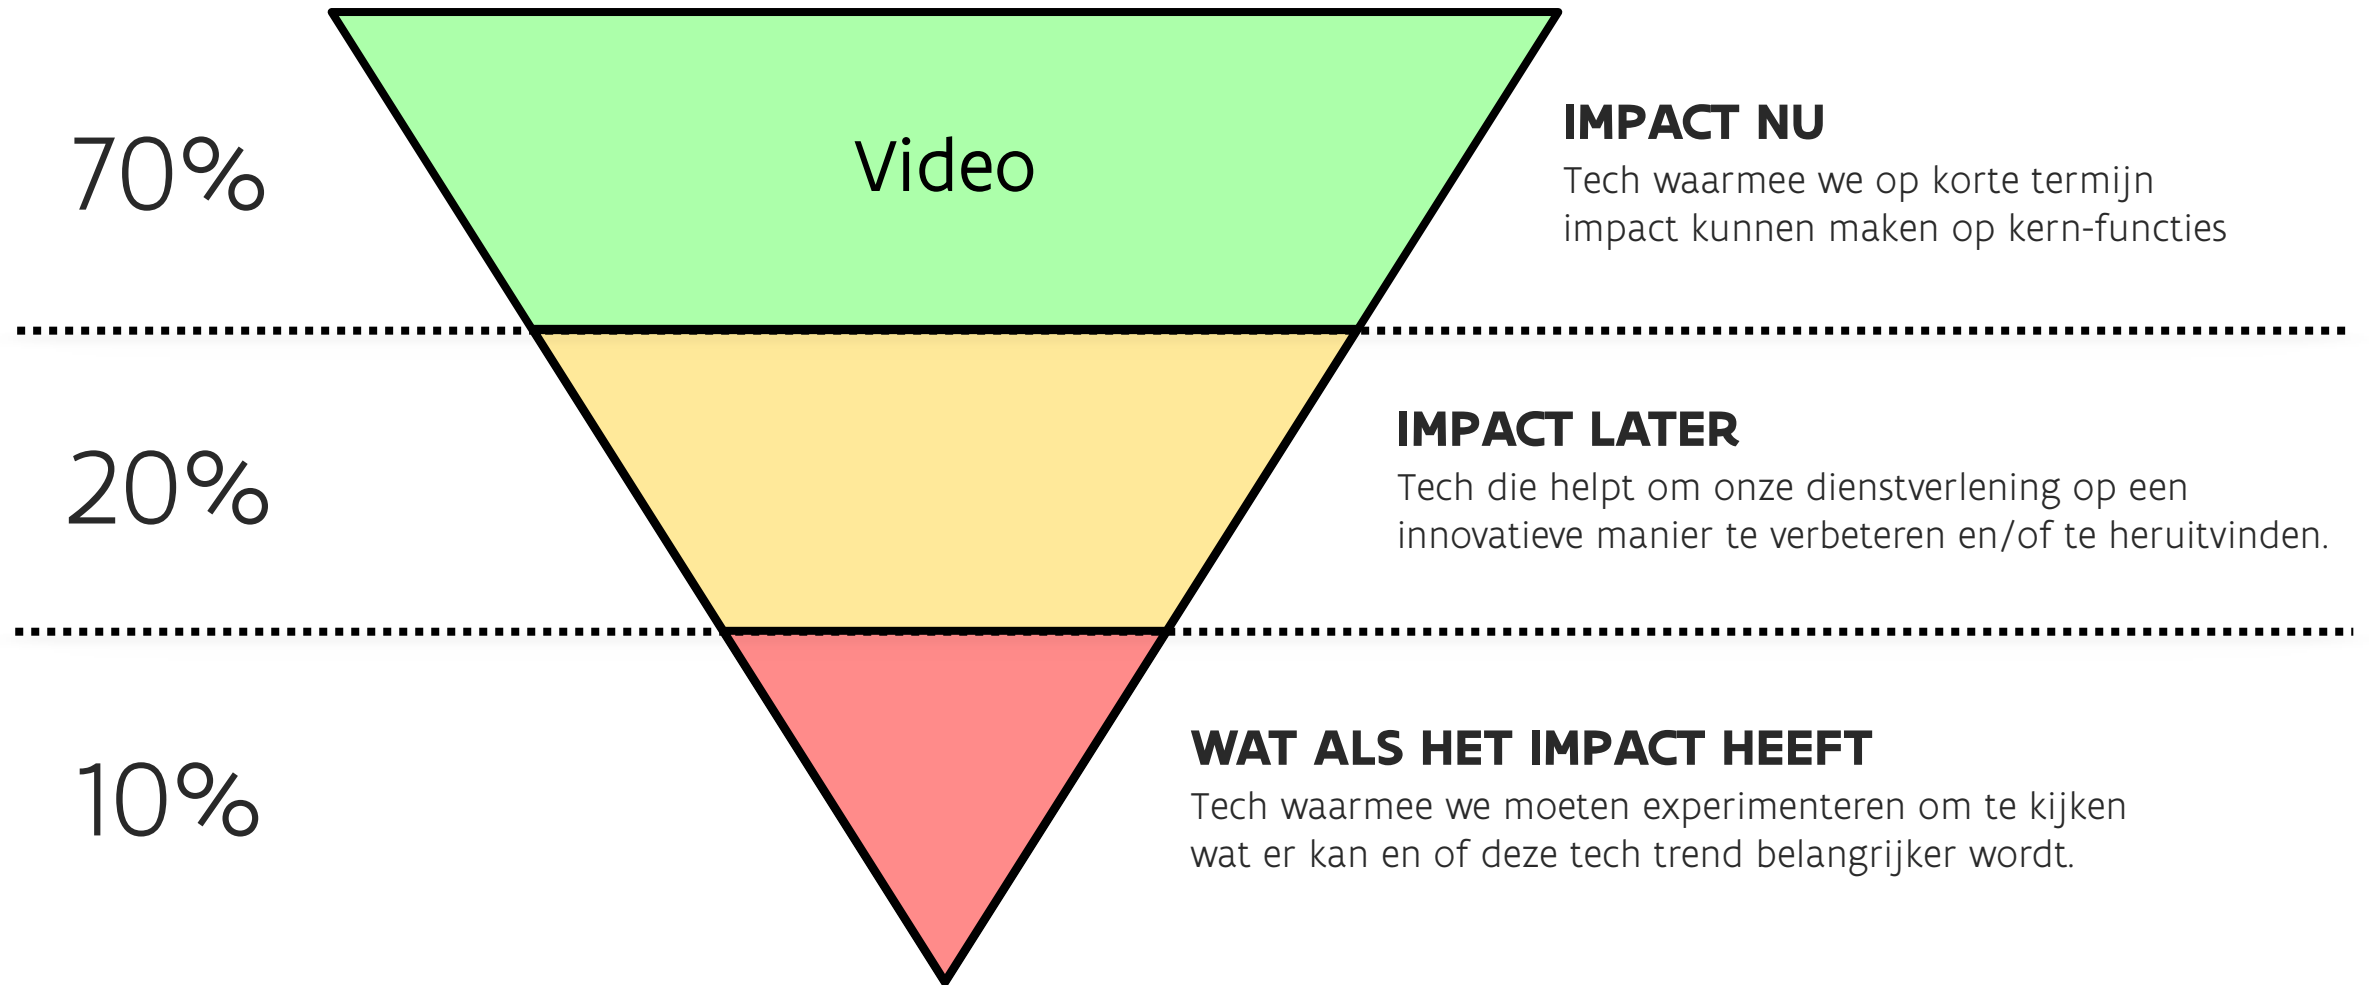 70%
Video
IMPACT NU
Tech waarmee we op korte termijn
impact kunnen maken op kern-functies
20%
IMPACT LATER
Tech die helpt om onze dienstverlening op een
innovatieve manier te verbeteren en/of te heruitvinden.
10%
WAT ALS HET IMPACT HEEFT
Tech waarmee we moeten experimenteren om te kijken
wat er kan en of deze tech trend belangrijker wordt.